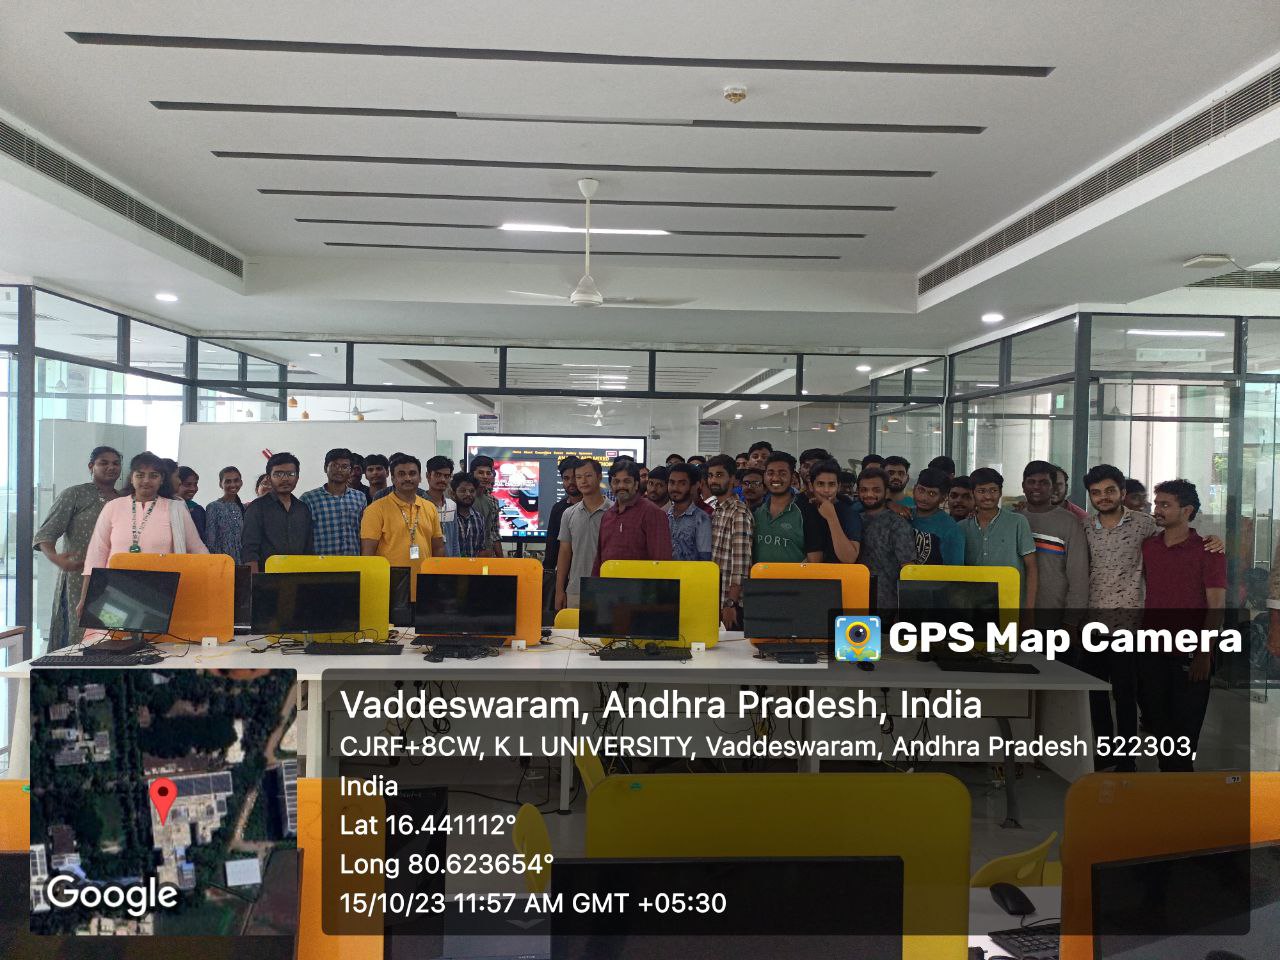 PORT
GPS Map Camera
Vaddeswaram, Andhra Pradesh, India
CJRF+8CW, K L UNIVERSITY, Vaddeswaram, Andhra Pradesh 522303,
India
Lat 16.441112°
Long 80.623654°
15/10/23 11:57 AM GMT +05:30
Google